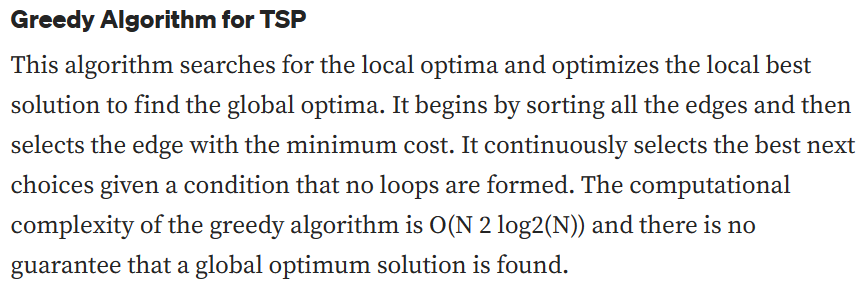 Greedy Algorithm for TSP
This algorithm searches for the local optima and optimizes the local best
solution to find the global optima. It begins by sorting all the edges and then
selects the edge with the minimum cost. It continuously selects the best next
choices given a condition that no loops are formed. The computational
complexity of the greedy algorithm is O(N 2 log2(N)) and there is no
guarantee that a global optimum solution is found.